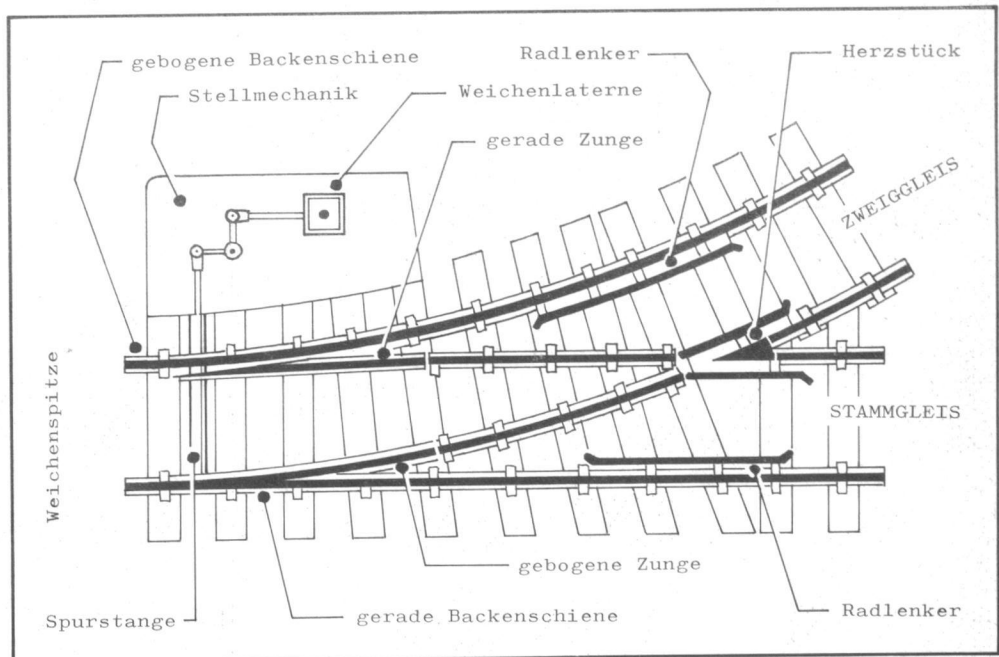 gebogene Backenschiene
Radlenker
Herzstück
Stellmechanik
Weichenlaterne
gerade Zunge
ZWEIGGLEIS
STAMMGLEIS
Weichenspitze
gebogene Zunge
Spurstange
gerade Backenschiene
Radlenker